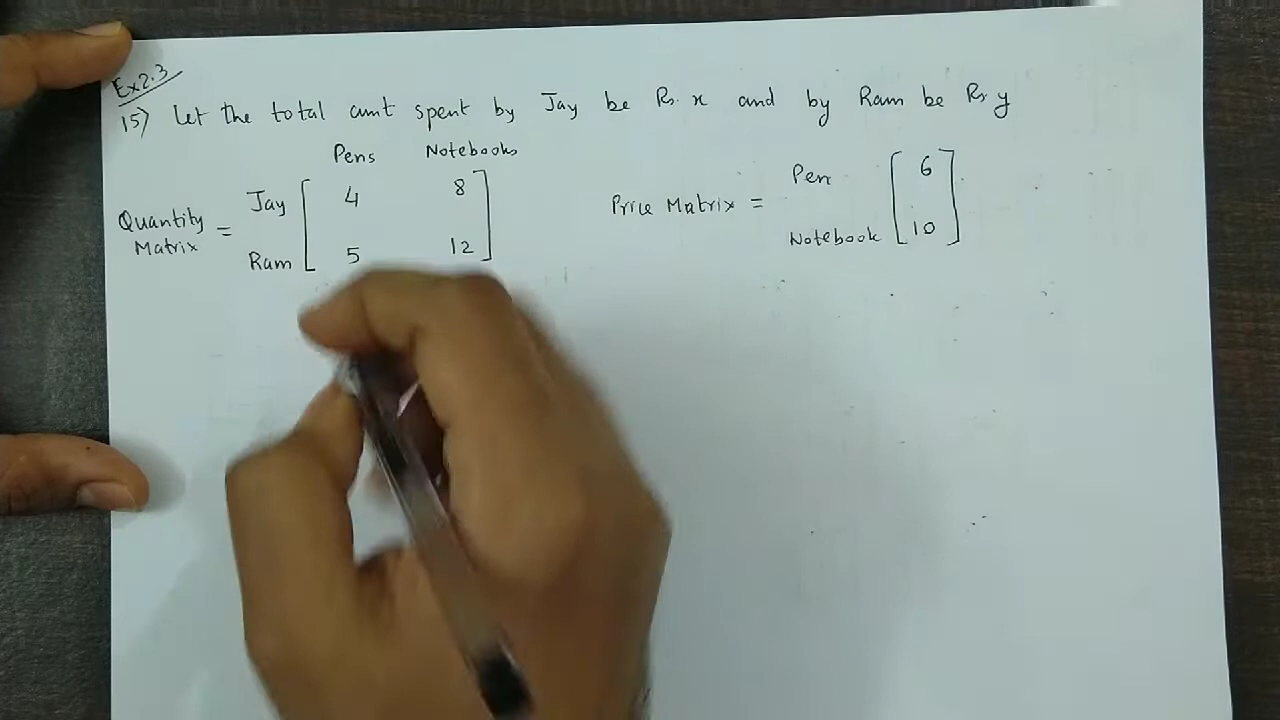 Ex 2.3
15) Let the total amt spent by Jay be Rs. x and by Ram be Rs y
Pens Notebooks
Quantity Matrix = Jay [ 4 8 ]
Ram [ 5 12 ]
Price Matrix = Pen [ 6 ]
Notebook [ 10 ]